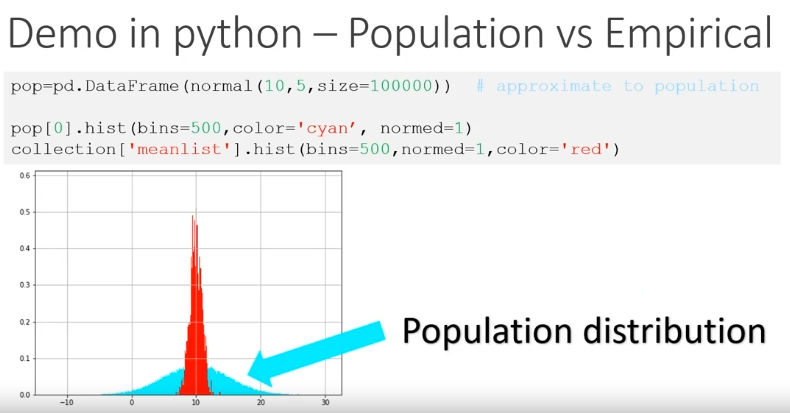 Demo in python – Population vs Empirical
pop=pd.DataFrame(normal(10,5,size=100000))  # approximate to population
pop[0].hist(bins=500,color='cyan’, normed=1)
collection['meanlist'].hist(bins=500,normed=1,color='red')
0.6
0.5
0.4
0.3
0.2
0.1
0.0
−10 0 10 20 30
Population distribution